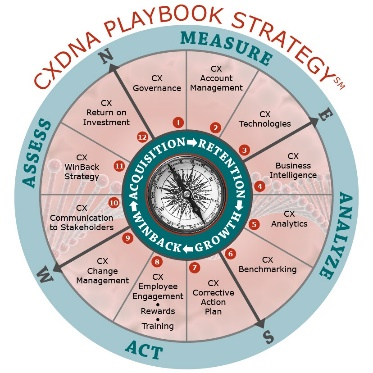 CXDNA PLAYBOOK STRATEGY℠
MEASURE
ANALYZE
ACT
ASSESS
N
E
S
W
ACQUISITION
RETENTION
GROWTH
WINBACK
1
CX
Governance
2
CX
Account
Management
3
CX
Technologies
4
CX
Business
Intelligence
5
CX
Analytics
6
CX
Benchmarking
7
CX
Corrective
Action
Plan
8
CX
Employee
Engagement
•
Rewards
•
Training
9
CX
Change
Management
10
CX
Communication
to Stakeholders
11
CX
WinBack
Strategy
12
CX
Return on
Investment